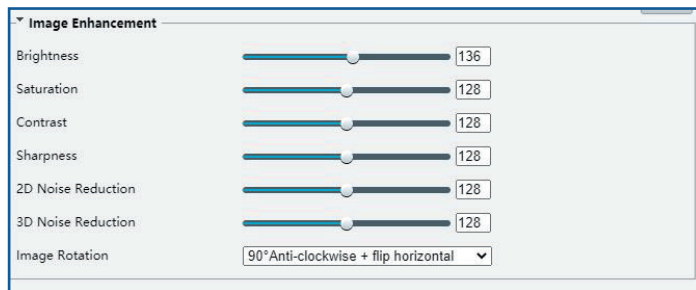 Image Enhancement
Brightness 136
Saturation 128
Contrast 128
Sharpness 128
2D Noise Reduction 128
3D Noise Reduction 128
Image Rotation 90°Anti-clockwise + flip horizontal